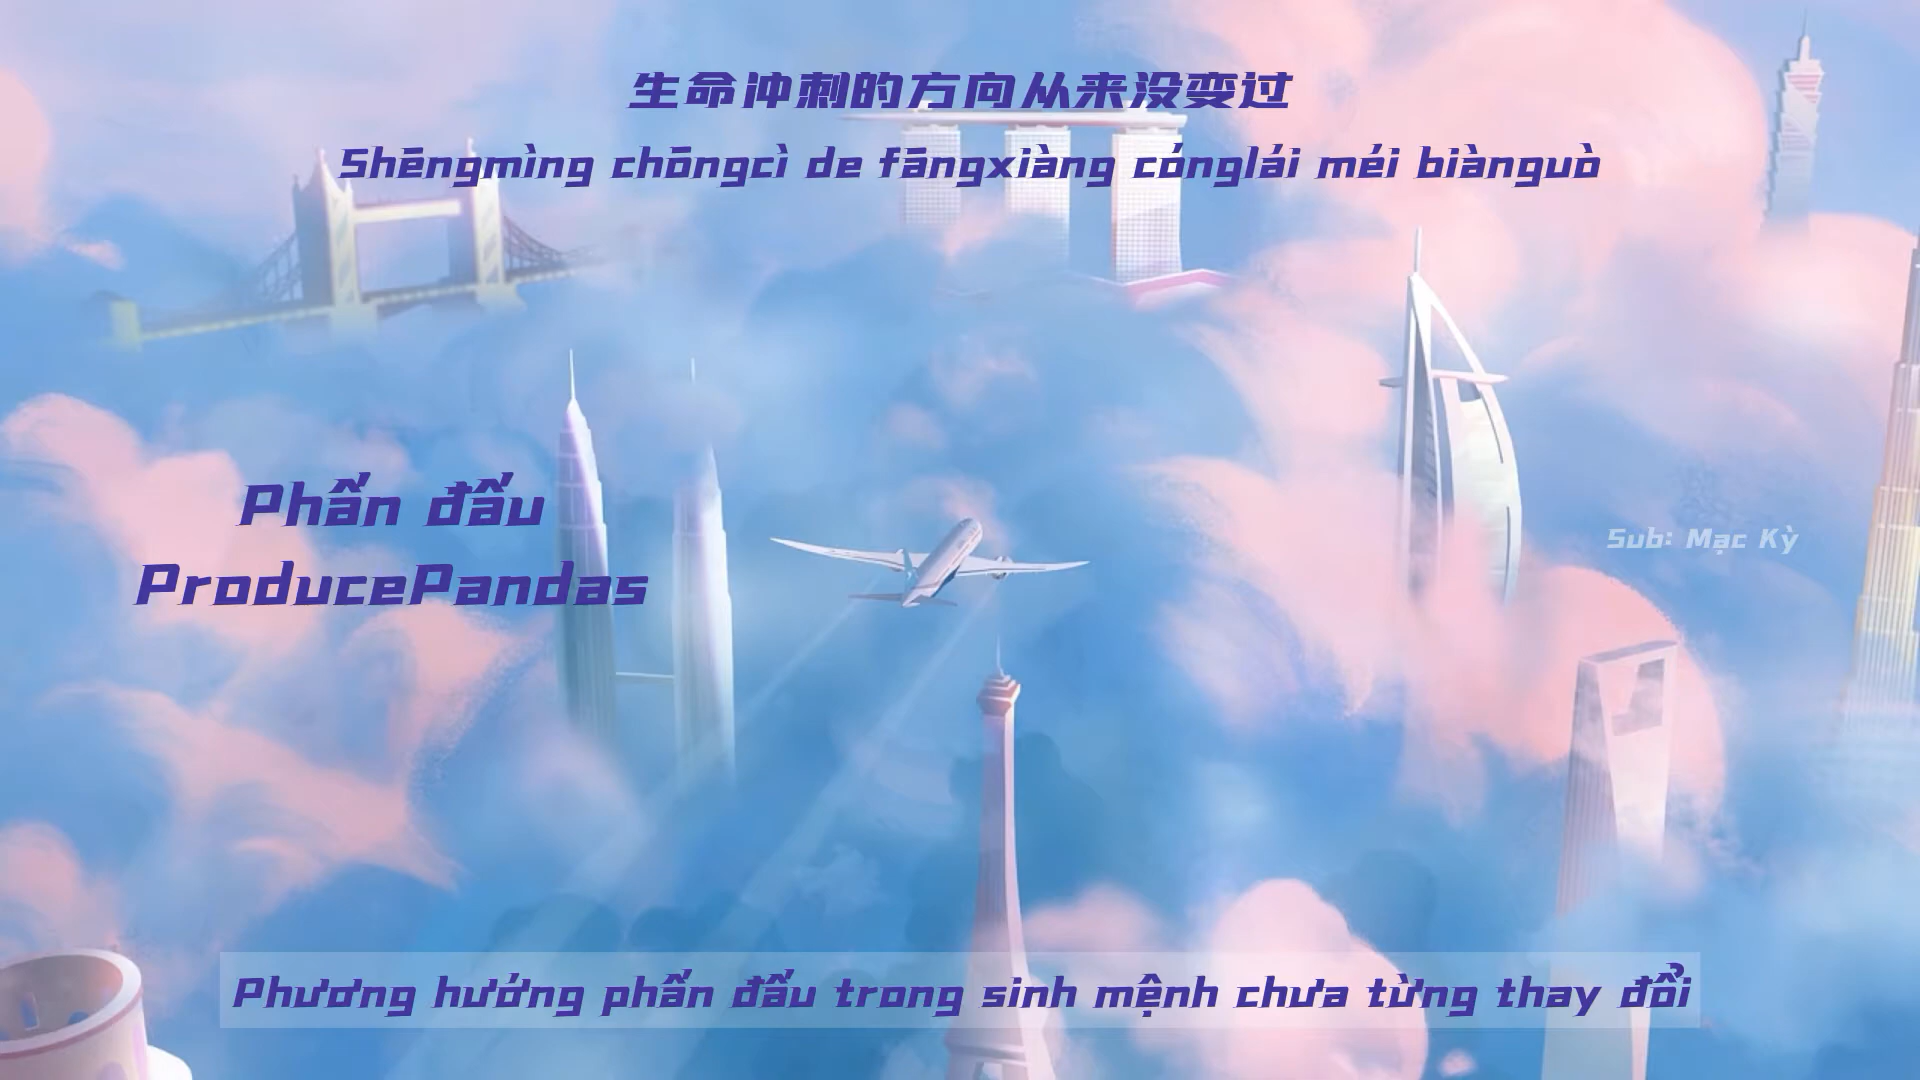 生命冲刺的方向从来没变过
Shēngmìng chōngcì de fāngxiàng cónglái méi biànguò
Phấn đấu
ProducePandas
Sub: Mạc Kỳ
Phương hướng phấn đấu trong sinh mệnh chưa từng thay đổi